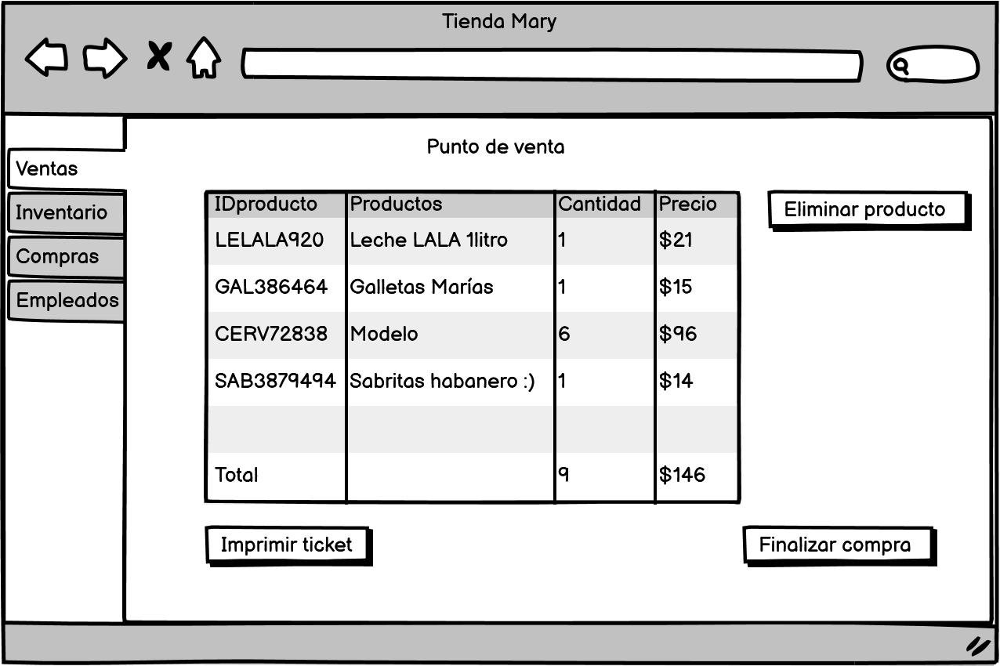 Tienda Mary
Punto de venta
Ventas
Inventario
Compras
Empleados
IDproducto Productos Cantidad Precio
LELALA920 Leche LALA 1litro 1 $21
GAL386464 Galletas Marías 1 $15
CERV72838 Modelo 6 $96
SAB3879494 Sabritas habanero :) 1 $14
Total 9 $146
Eliminar producto
Imprimir ticket
Finalizar compra